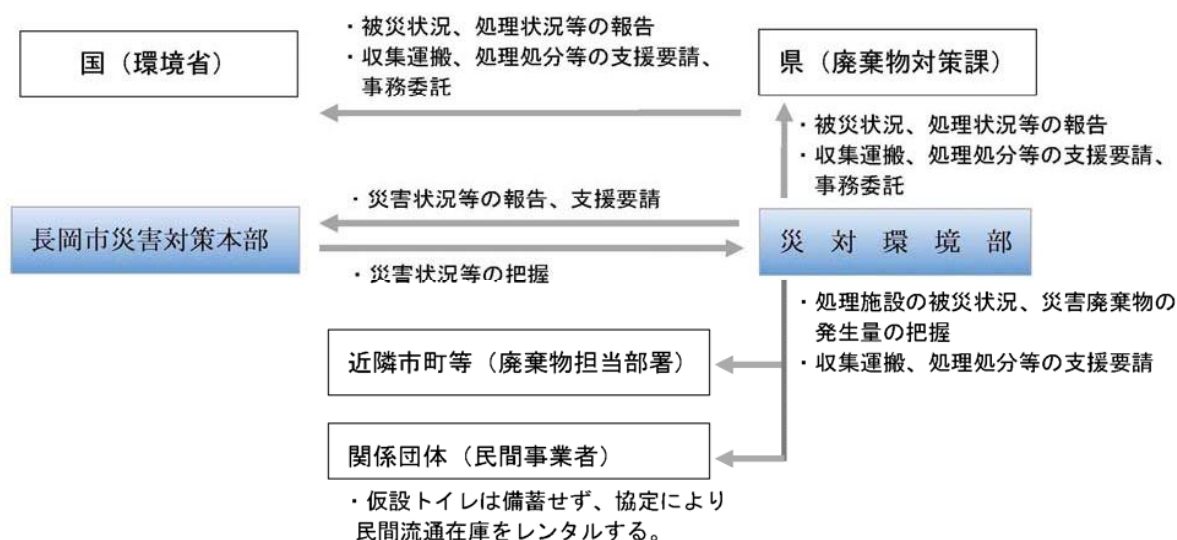 国（環境省）
・被災状況、処理状況等の報告
・収集運搬、処理処分等の支援要請、
事務委託
県（廃棄物対策課）
・被災状況、処理状況等の報告
・収集運搬、処理処分等の支援要請、
事務委託
長岡市災害対策本部
・災害状況等の報告、支援要請
・災害状況等の把握
災対環境部
・処理施設の被災状況、災害廃棄物の
発生量の把握
・収集運搬、処理処分等の支援要請
近隣市町等（廃棄物担当部署）
関係団体（民間事業者）
・仮設トイレは備蓄せず、協定により
民間流通在庫をレンタルする。